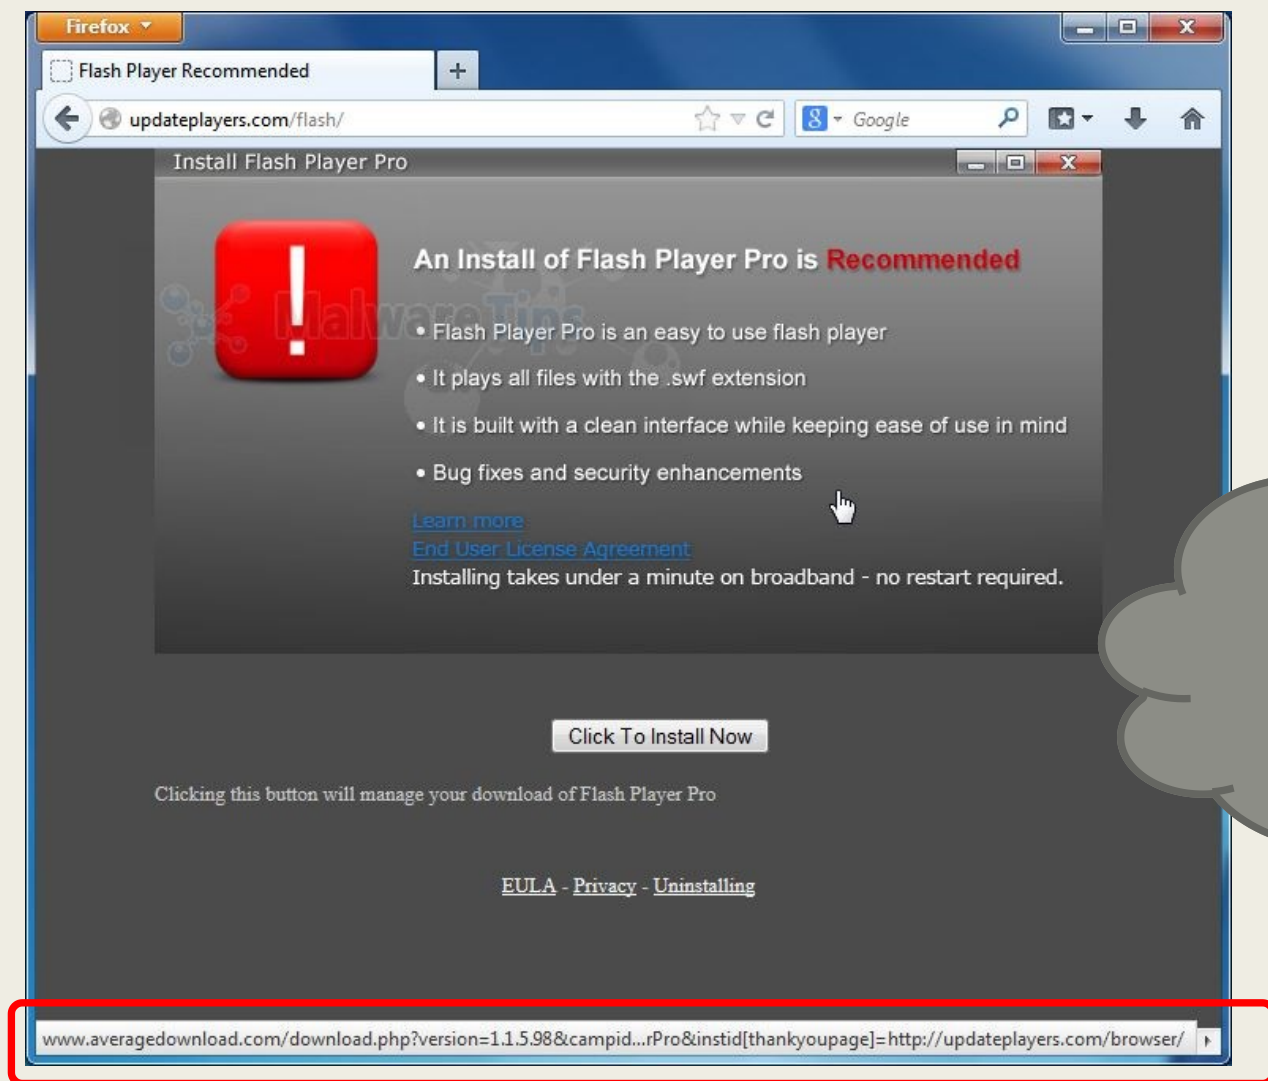 Firefox
Flash Player Recommended
updateplayers.com/flash/
Google
Install Flash Player Pro
An Install of Flash Player Pro is Recommended
MalwareTips
• Flash Player Pro is an easy to use flash player
• It plays all files with the .swf extension
• It is built with a clean interface while keeping ease of use in mind
• Bug fixes and security enhancements
Learn more
End User License Agreement
Installing takes under a minute on broadband - no restart required.
Click To Install Now
Clicking this button will manage your download of Flash Player Pro
EULA - Privacy - Uninstalling
www.averagedownload.com/download.php?version=1.1.5.98&campid...rPro&instid[thankyoupage]=http://updateplayers.com/browser/